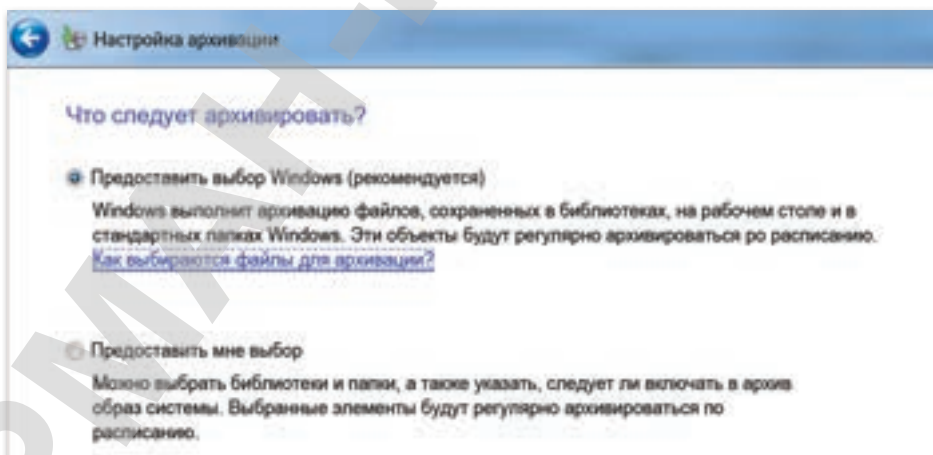 Настройка архивации
Что следует архивировать?
Предоставить выбор Windows (рекомендуется)
Windows выполнит архивацию файлов, сохраненных в библиотеках, на рабочем столе и в
стандартных папках Windows. Эти объекты будут регулярно архивироваться ро расписанию.
Как выбираются файлы для архивации?
Предоставить мне выбор
Можно выбрать библиотеки и папки, а также указать, следует ли включать в архив
образ системы. Выбранные элементы будут регулярно архивироваться по
расписанию.